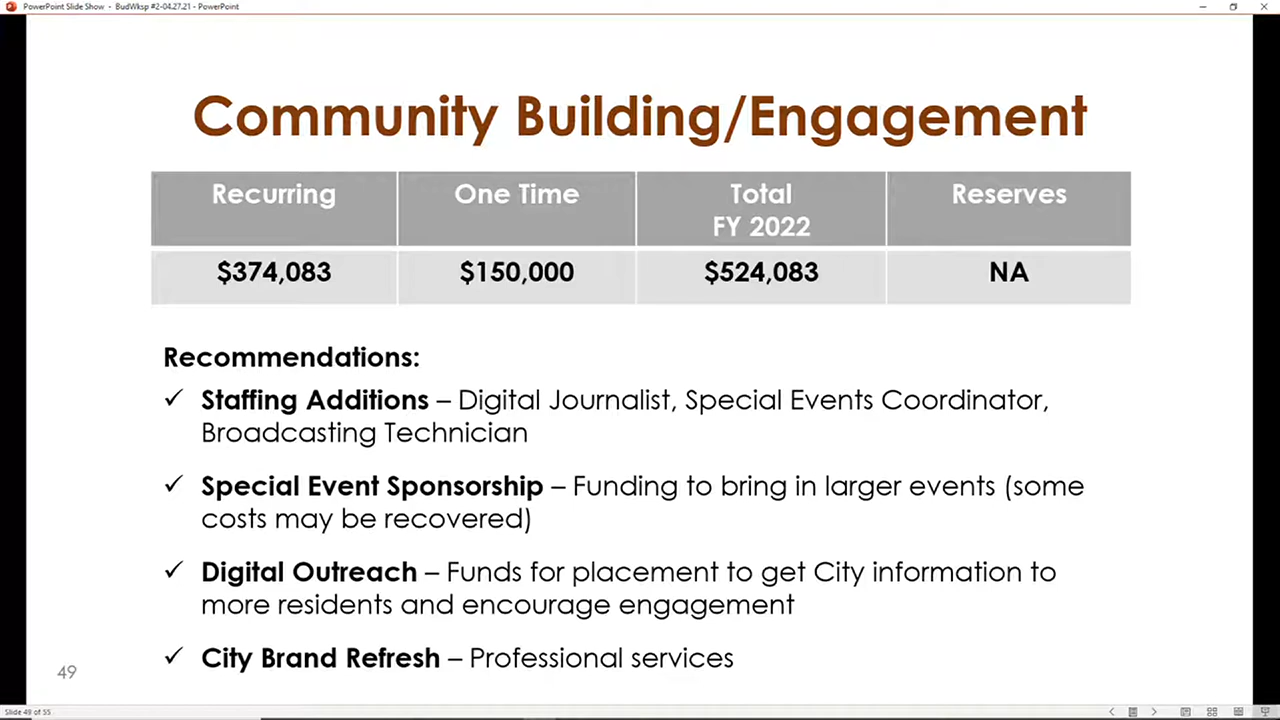 PowerPoint Slide Show - BudWksp #2-04.27.21 - PowerPoint
Community Building/Engagement
Recurring One Time Total FY 2022 Reserves
$374,083 $150,000 $524,083 NA
Recommendations:
✓ Staffing Additions – Digital Journalist, Special Events Coordinator,
Broadcasting Technician
✓ Special Event Sponsorship – Funding to bring in larger events (some
costs may be recovered)
✓ Digital Outreach – Funds for placement to get City information to
more residents and encourage engagement
✓ City Brand Refresh – Professional services
49
Slide 49 of 55